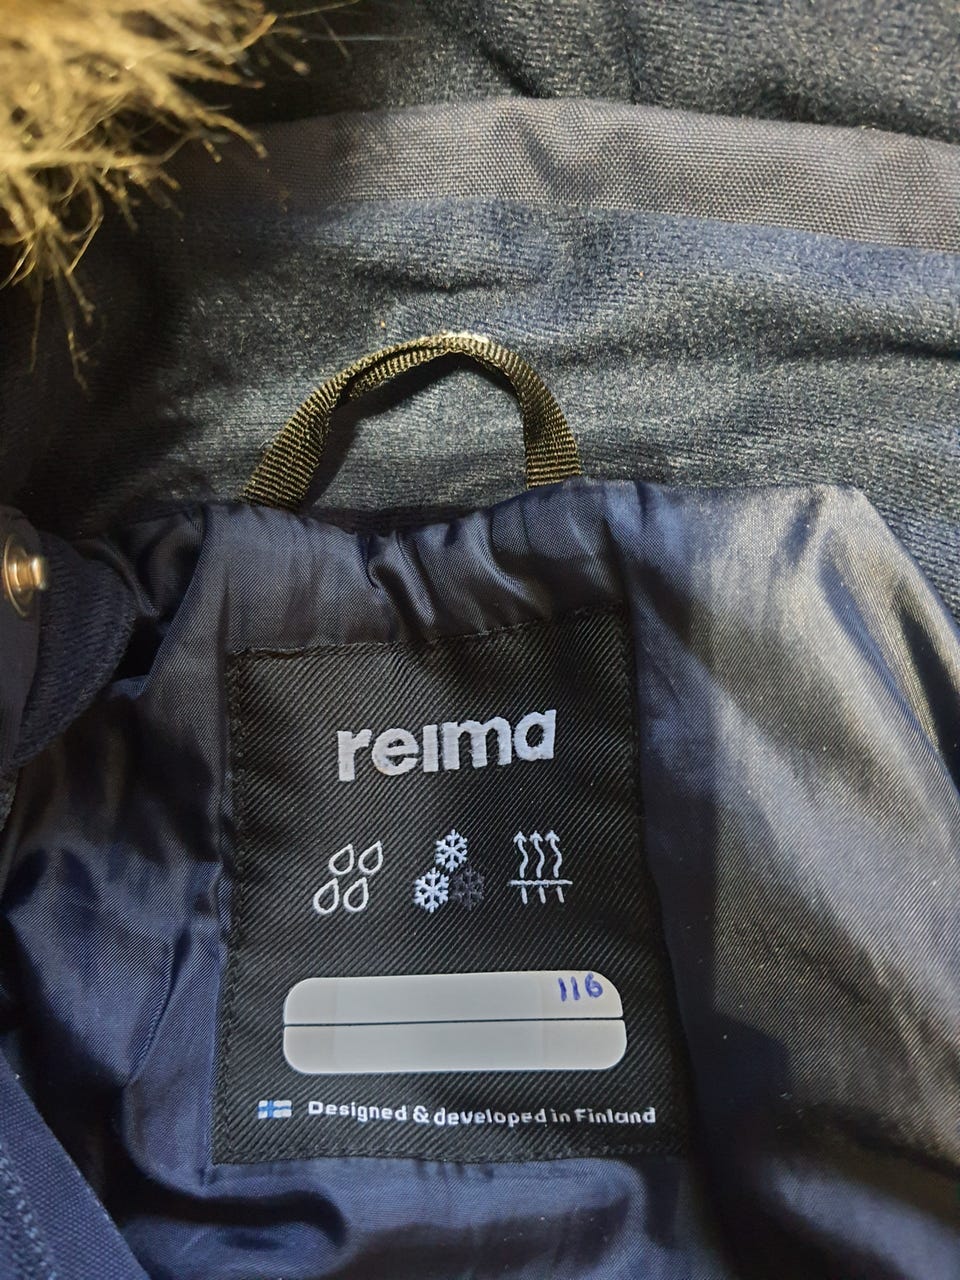 reima
116
Designed & developed in Finland